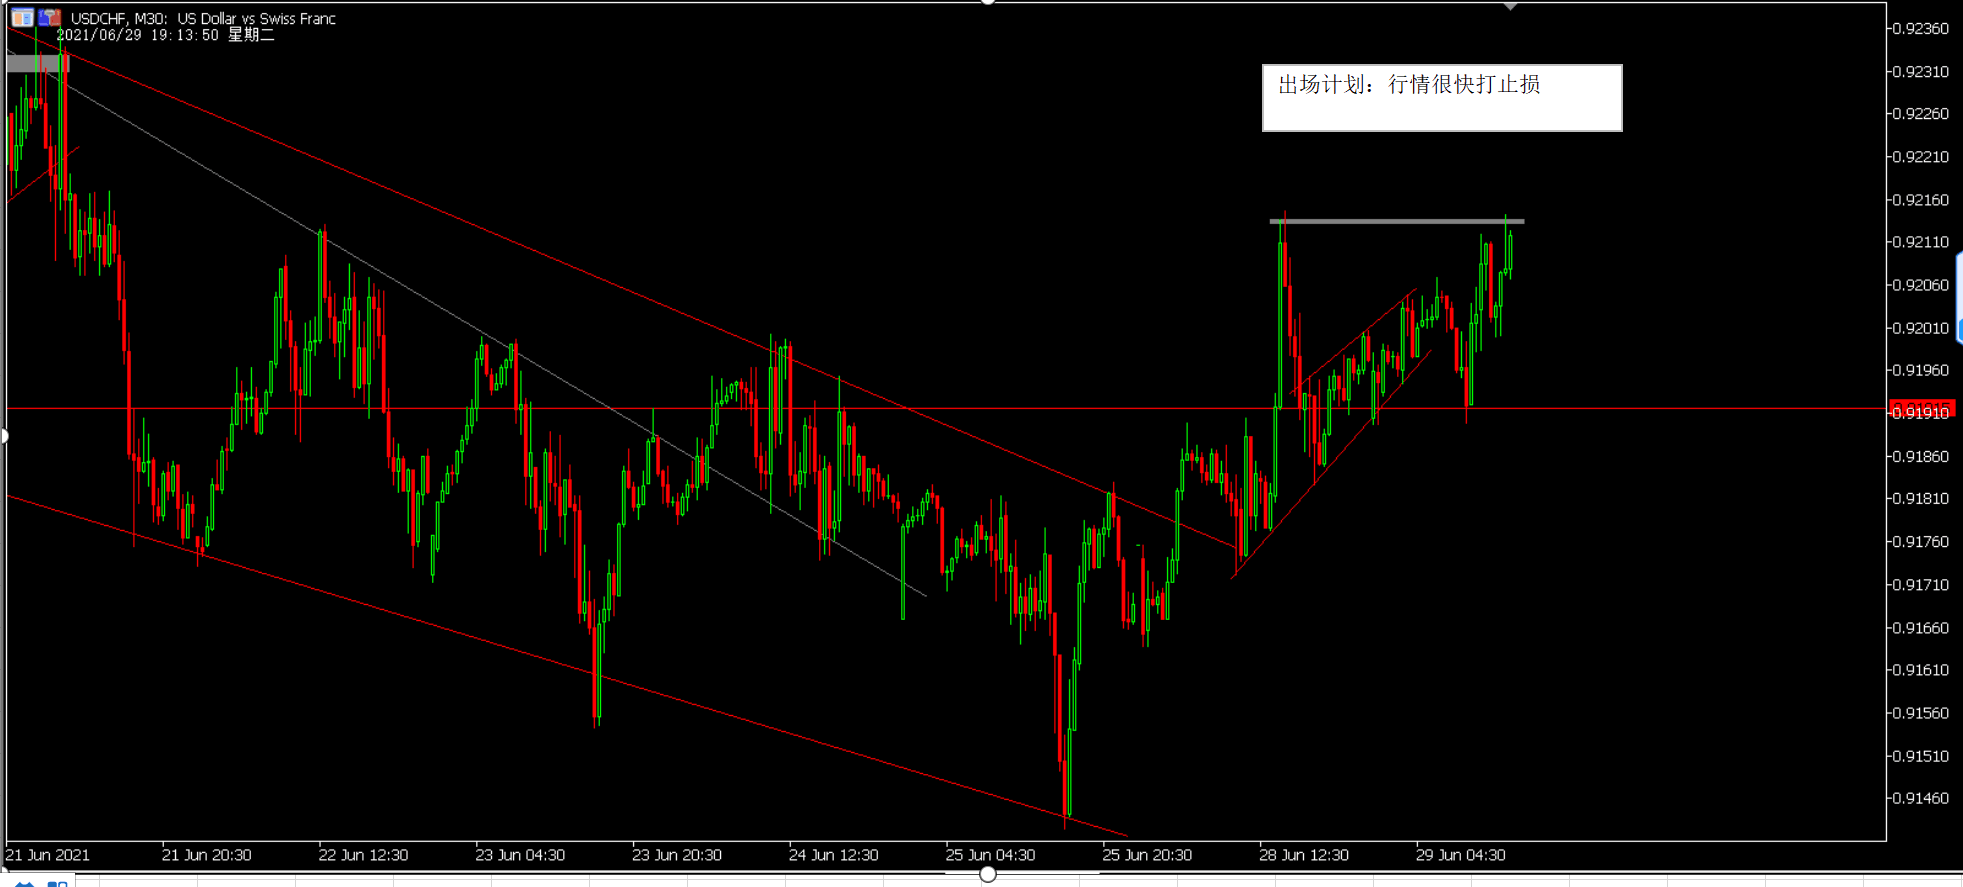 USDCHF, M30: US Dollar vs Swiss Franc
2021/06/29 19:13:50 星期二
出场计划：行情很快打止损
0.92360
0.92310
0.92260
0.92210
0.92160
0.92110
0.92060
0.92010
0.91960
0.91910
0.91860
0.91810
0.91760
0.91710
0.91660
0.91610
0.91560
0.91510
0.91460
21 Jun 2021
21 Jun 20:30
22 Jun 12:30
23 Jun 04:30
23 Jun 20:30
24 Jun 12:30
25 Jun 04:30
25 Jun 20:30
28 Jun 12:30
29 Jun 04:30